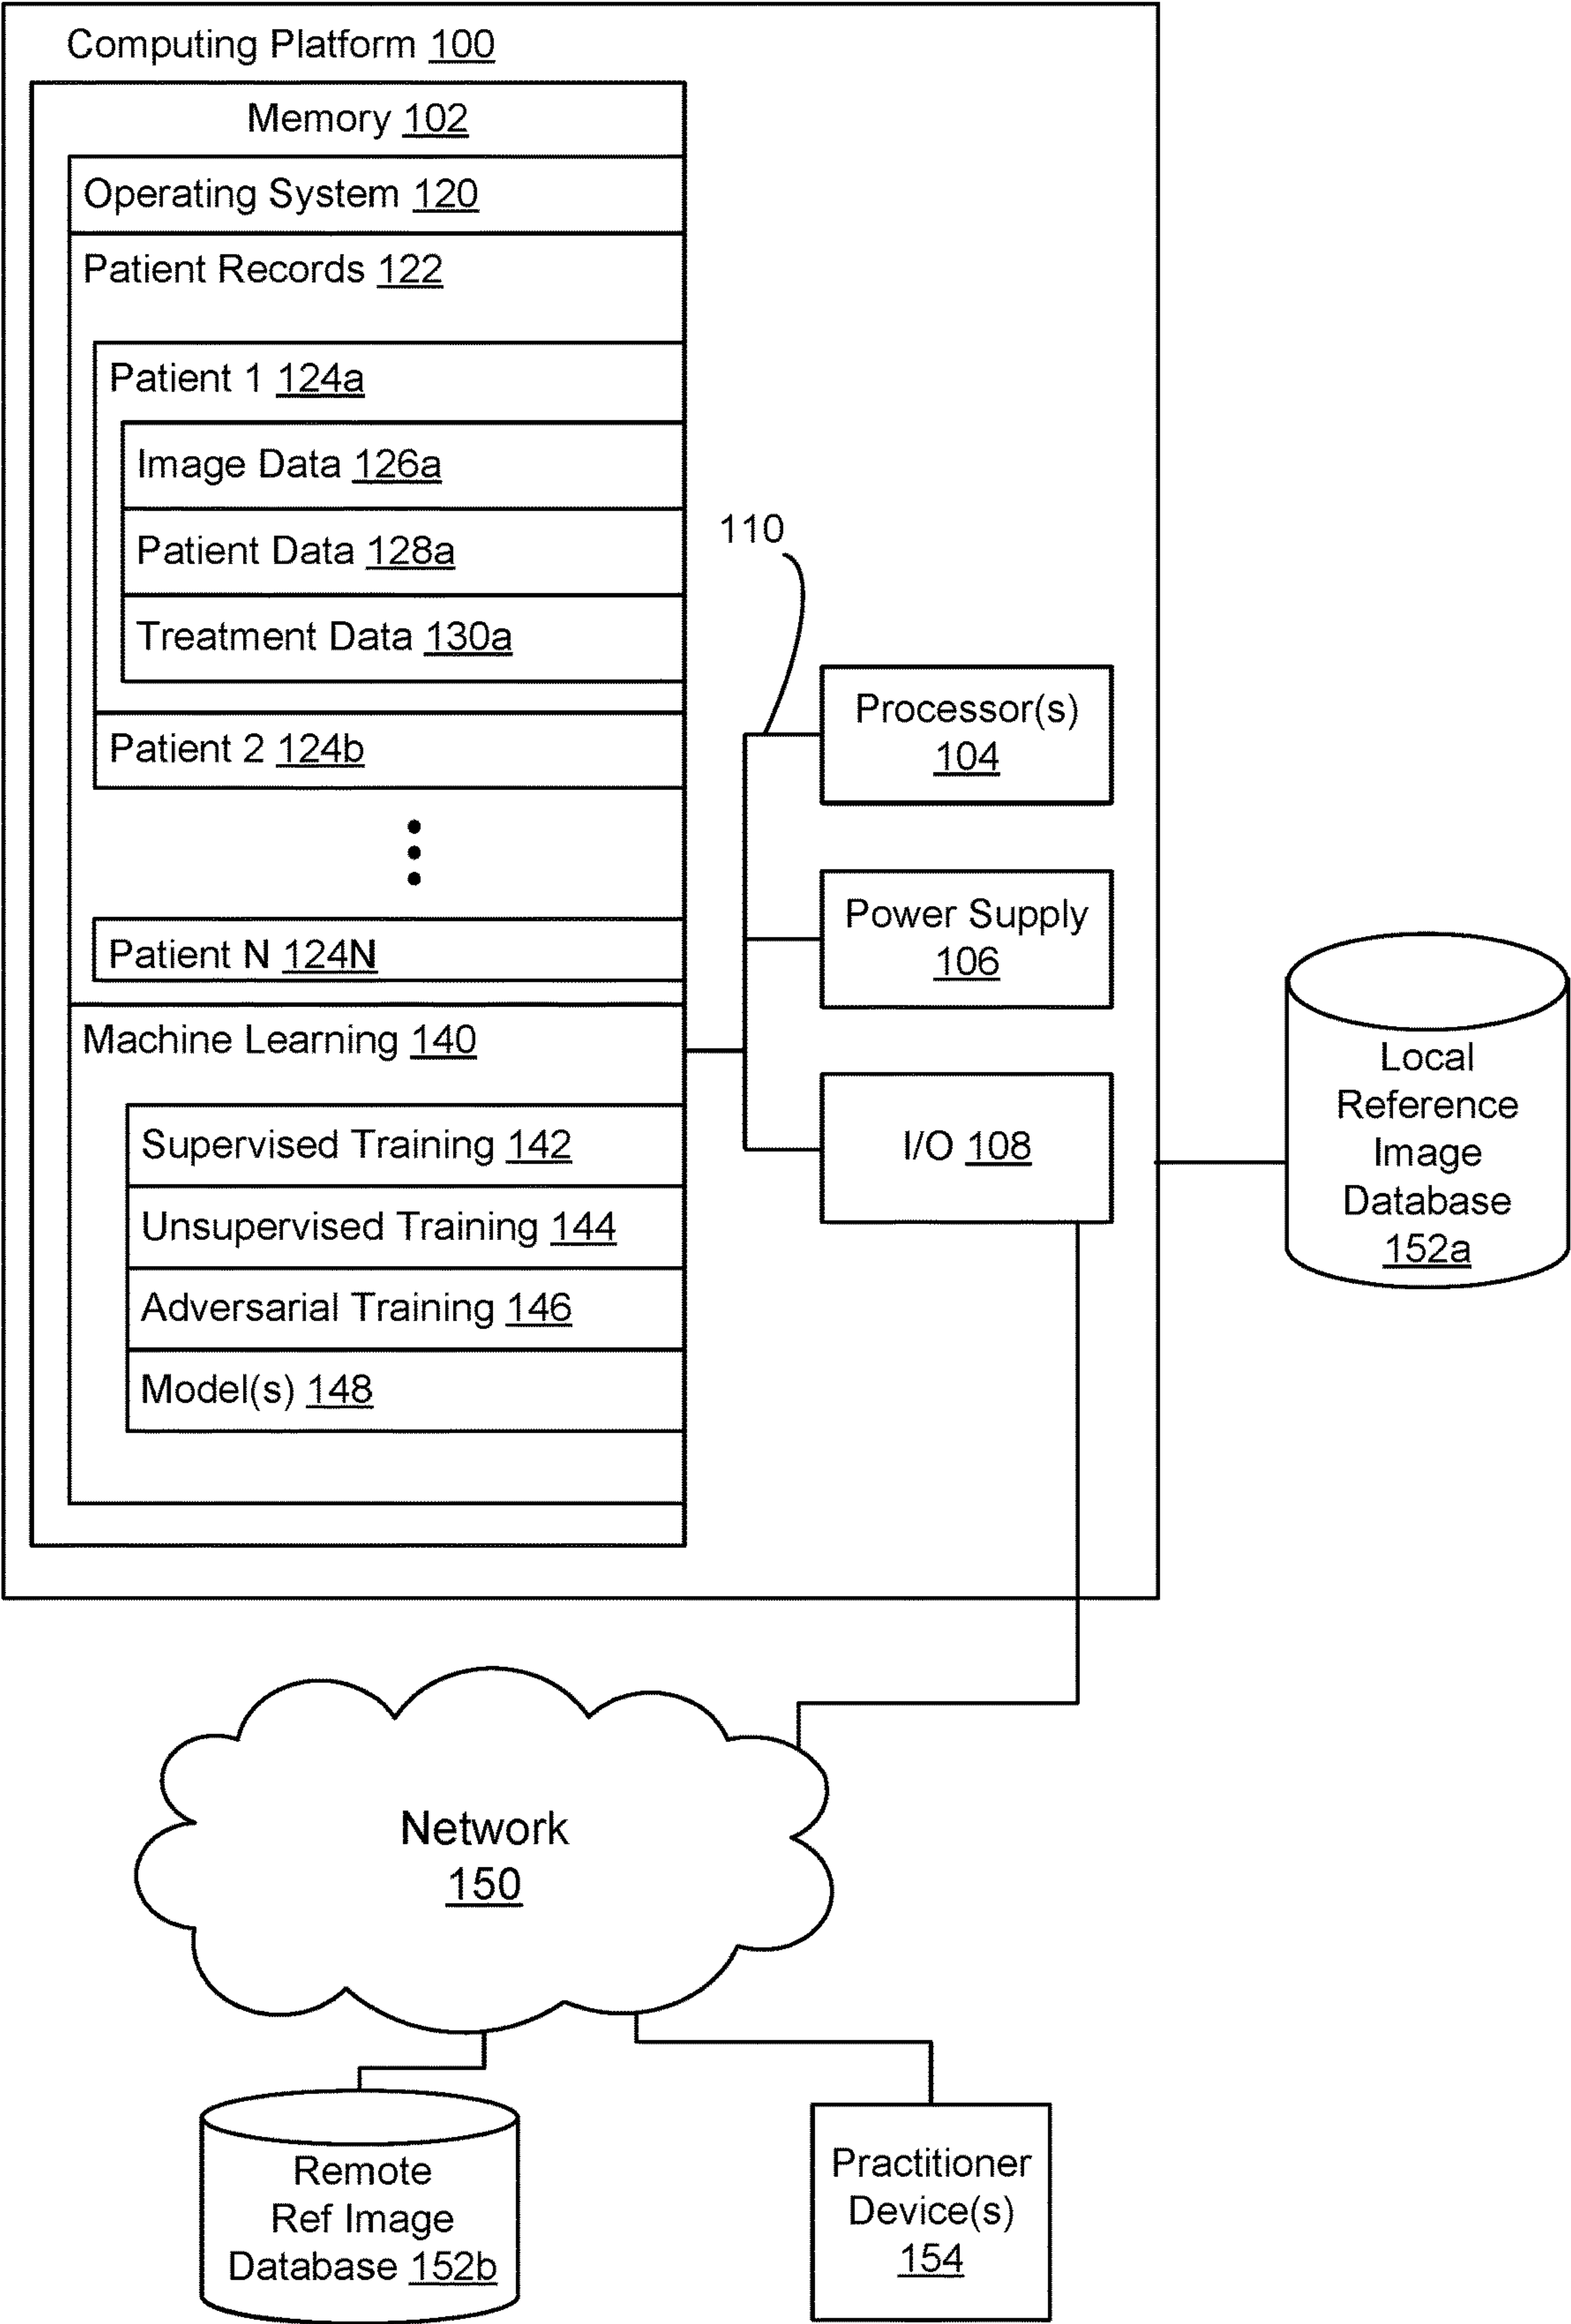 Computing Platform 100
Memory 102
Operating System 120
Patient Records 122
Patient 1 124a
Image Data 126a
Patient Data 128a
Treatment Data 130a
Patient 2 124b
Patient N 124N
Machine Learning 140
Supervised Training 142
Unsupervised Training 144
Adversarial Training 146
Model(s) 148
110
Processor(s)
104
Power Supply
106
I/O 108
Local
Reference
Image
Database
152a
Network
150
Remote
Ref Image
Database 152b
Practitioner
Device(s)
154